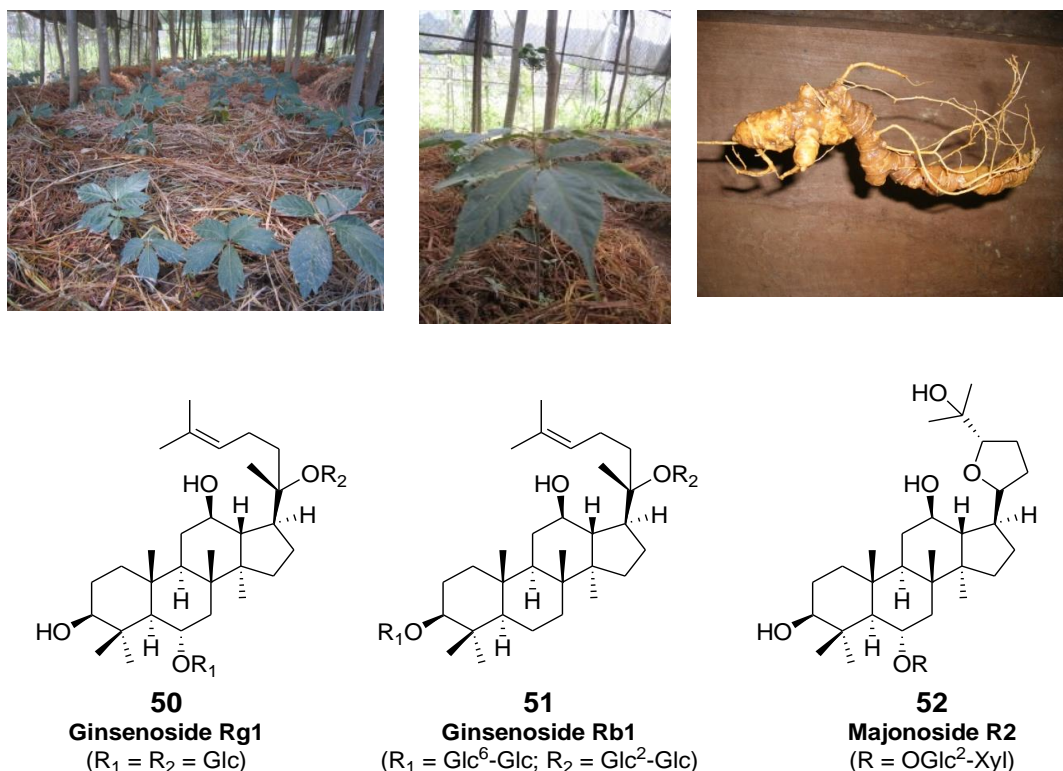 HO
OR2
HO
H
H
H
HO
H
OR1
50
Ginsenoside Rg1
(R1 = R2 = Glc)
HO
OR2
H
H
H
R1O
H
51
Ginsenoside Rb1
(R1 = Glc6-Glc; R2 = Glc2-Glc)
HO
O
HO
H
H
H
HO
H
OR
52
Majonoside R2
(R = OGlc2-Xyl)